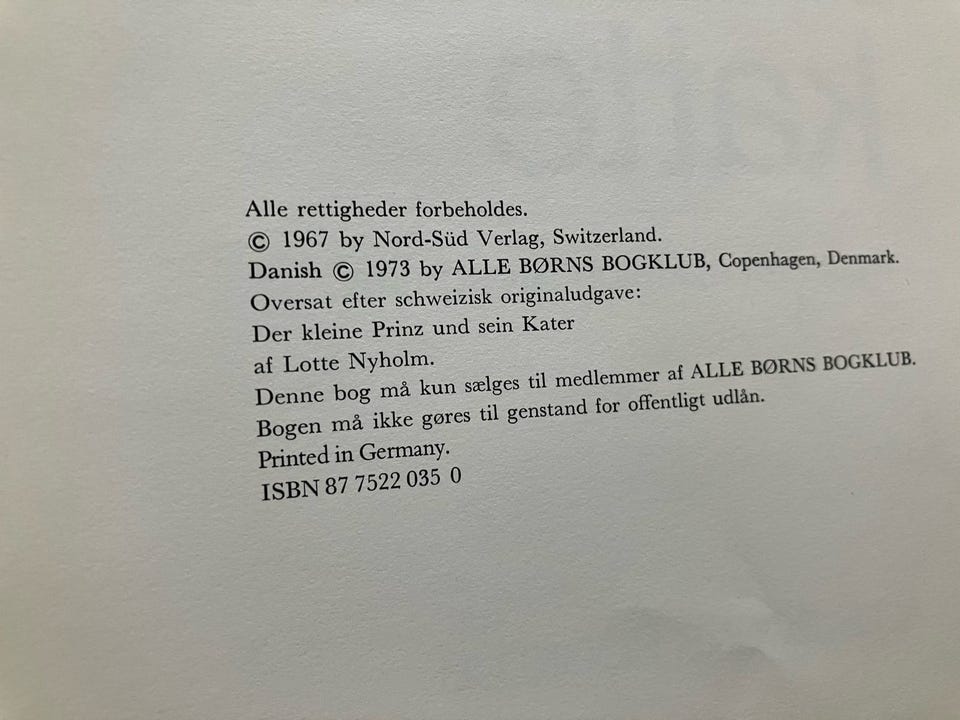 Alle rettigheder forbeholdes.
© 1967 by Nord-Süd Verlag, Switzerland.
Danish © 1973 by ALLE BØRNS BOGKLUB, Copenhagen, Denmark.
Oversat efter schweizisk originaludgave:
Der kleine Prinz und sein Kater
af Lotte Nyholm.
Denne bog må kun sælges til medlemmer af ALLE BØRNS BOGKLUB.
Bogen må ikke gøres til genstand for offentligt udlån.
Printed in Germany.
ISBN 87 7522 035 0